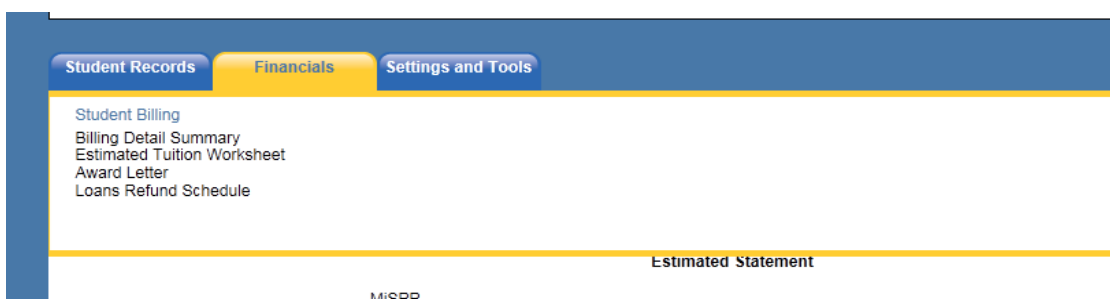 Student Records Financials Settings and Tools
Student Billing
Billing Detail Summary
Estimated Tuition Worksheet
Award Letter
Loans Refund Schedule
Estimated Statement
MiSRR